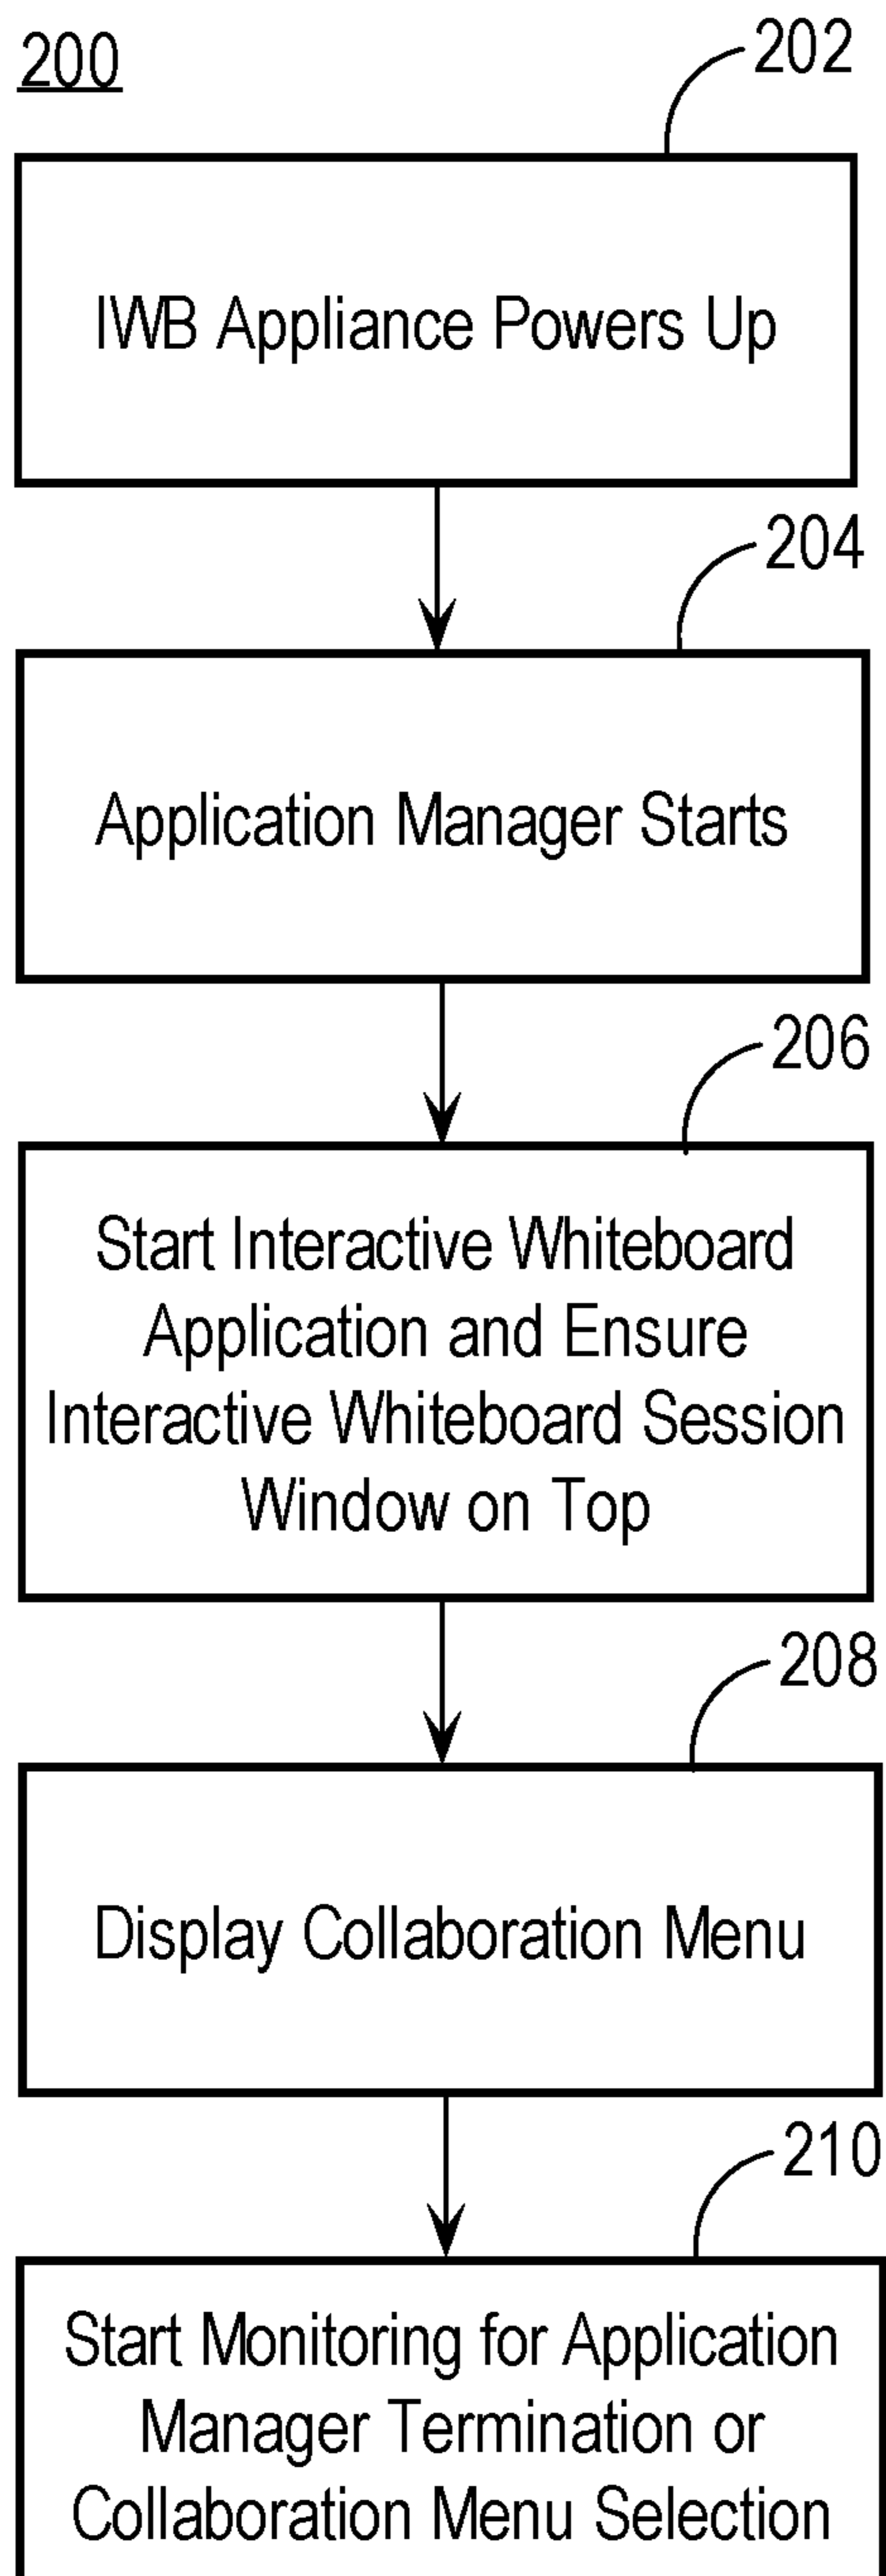 200
202
IWB Appliance Powers Up
204
Application Manager Starts
206
Start Interactive Whiteboard
Application and Ensure
Interactive Whiteboard Session
Window on Top
208
Display Collaboration Menu
210
Start Monitoring for Application
Manager Termination or
Collaboration Menu Selection